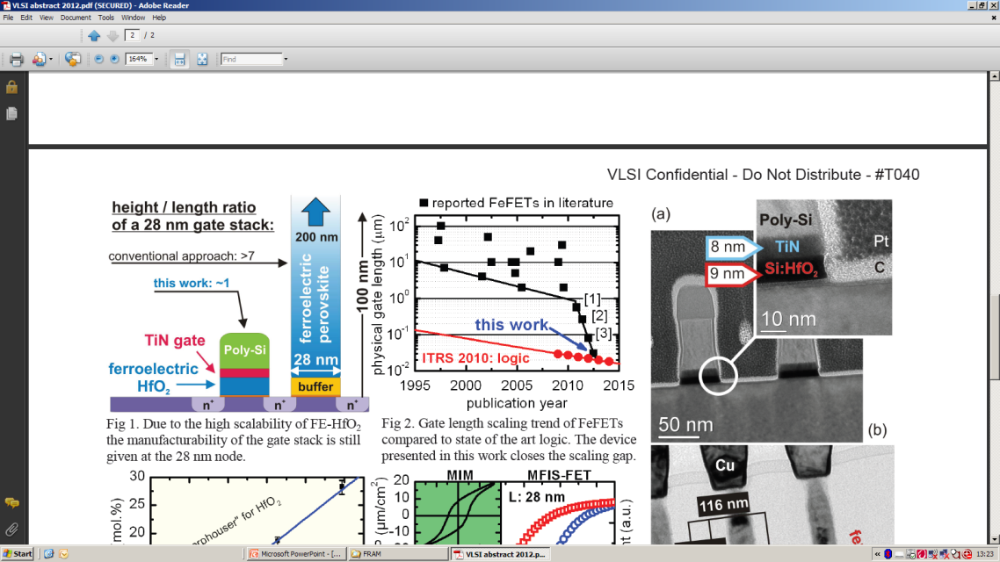 VLSI abstract 2012.pdf (SECURED) - Adobe Reader
File Edit View Document Tools Window Help
2 / 2
164% Find
VLSI Confidential - Do Not Distribute - #T040
height / length ratio
of a 28 nm gate stack:
conventional approach: >7
this work: ~1
TiN gate
ferroelectric
HfO2
Poly-Si
200 nm
ferroelectric
perovskite
28 nm
buffer
n+ n+ n+
100 nm
Fig 1. Due to the high scalability of FE-HfO2
the manufacturability of the gate stack is still
given at the 28 nm node.
reported FeFETs in literature
physical gate length (µm)
10^2
10^1
10^0
10^-1
10^-2
[1]
[2]
[3]
this work
ITRS 2010: logic
1995 2000 2005 2010 2015
publication year
Fig 2. Gate length scaling trend of FeFETs
compared to state of the art logic. The device
presented in this work closes the scaling gap.
(a)
Poly-Si
8 nm TiN
9 nm Si:HfO2
Pt
C
10 nm
50 nm
(b)
Cu
116 nm
fe
30
25
20
mol.%)
orphouser" for HfO2
MIM MFIS-FET
20
10
0
-10
P (µm/cm²)
L: 28 nm
nt (a.u.)
Start Microsoft PowerPoint - [... FRAM VLSI abstract 2012.p... 13:23